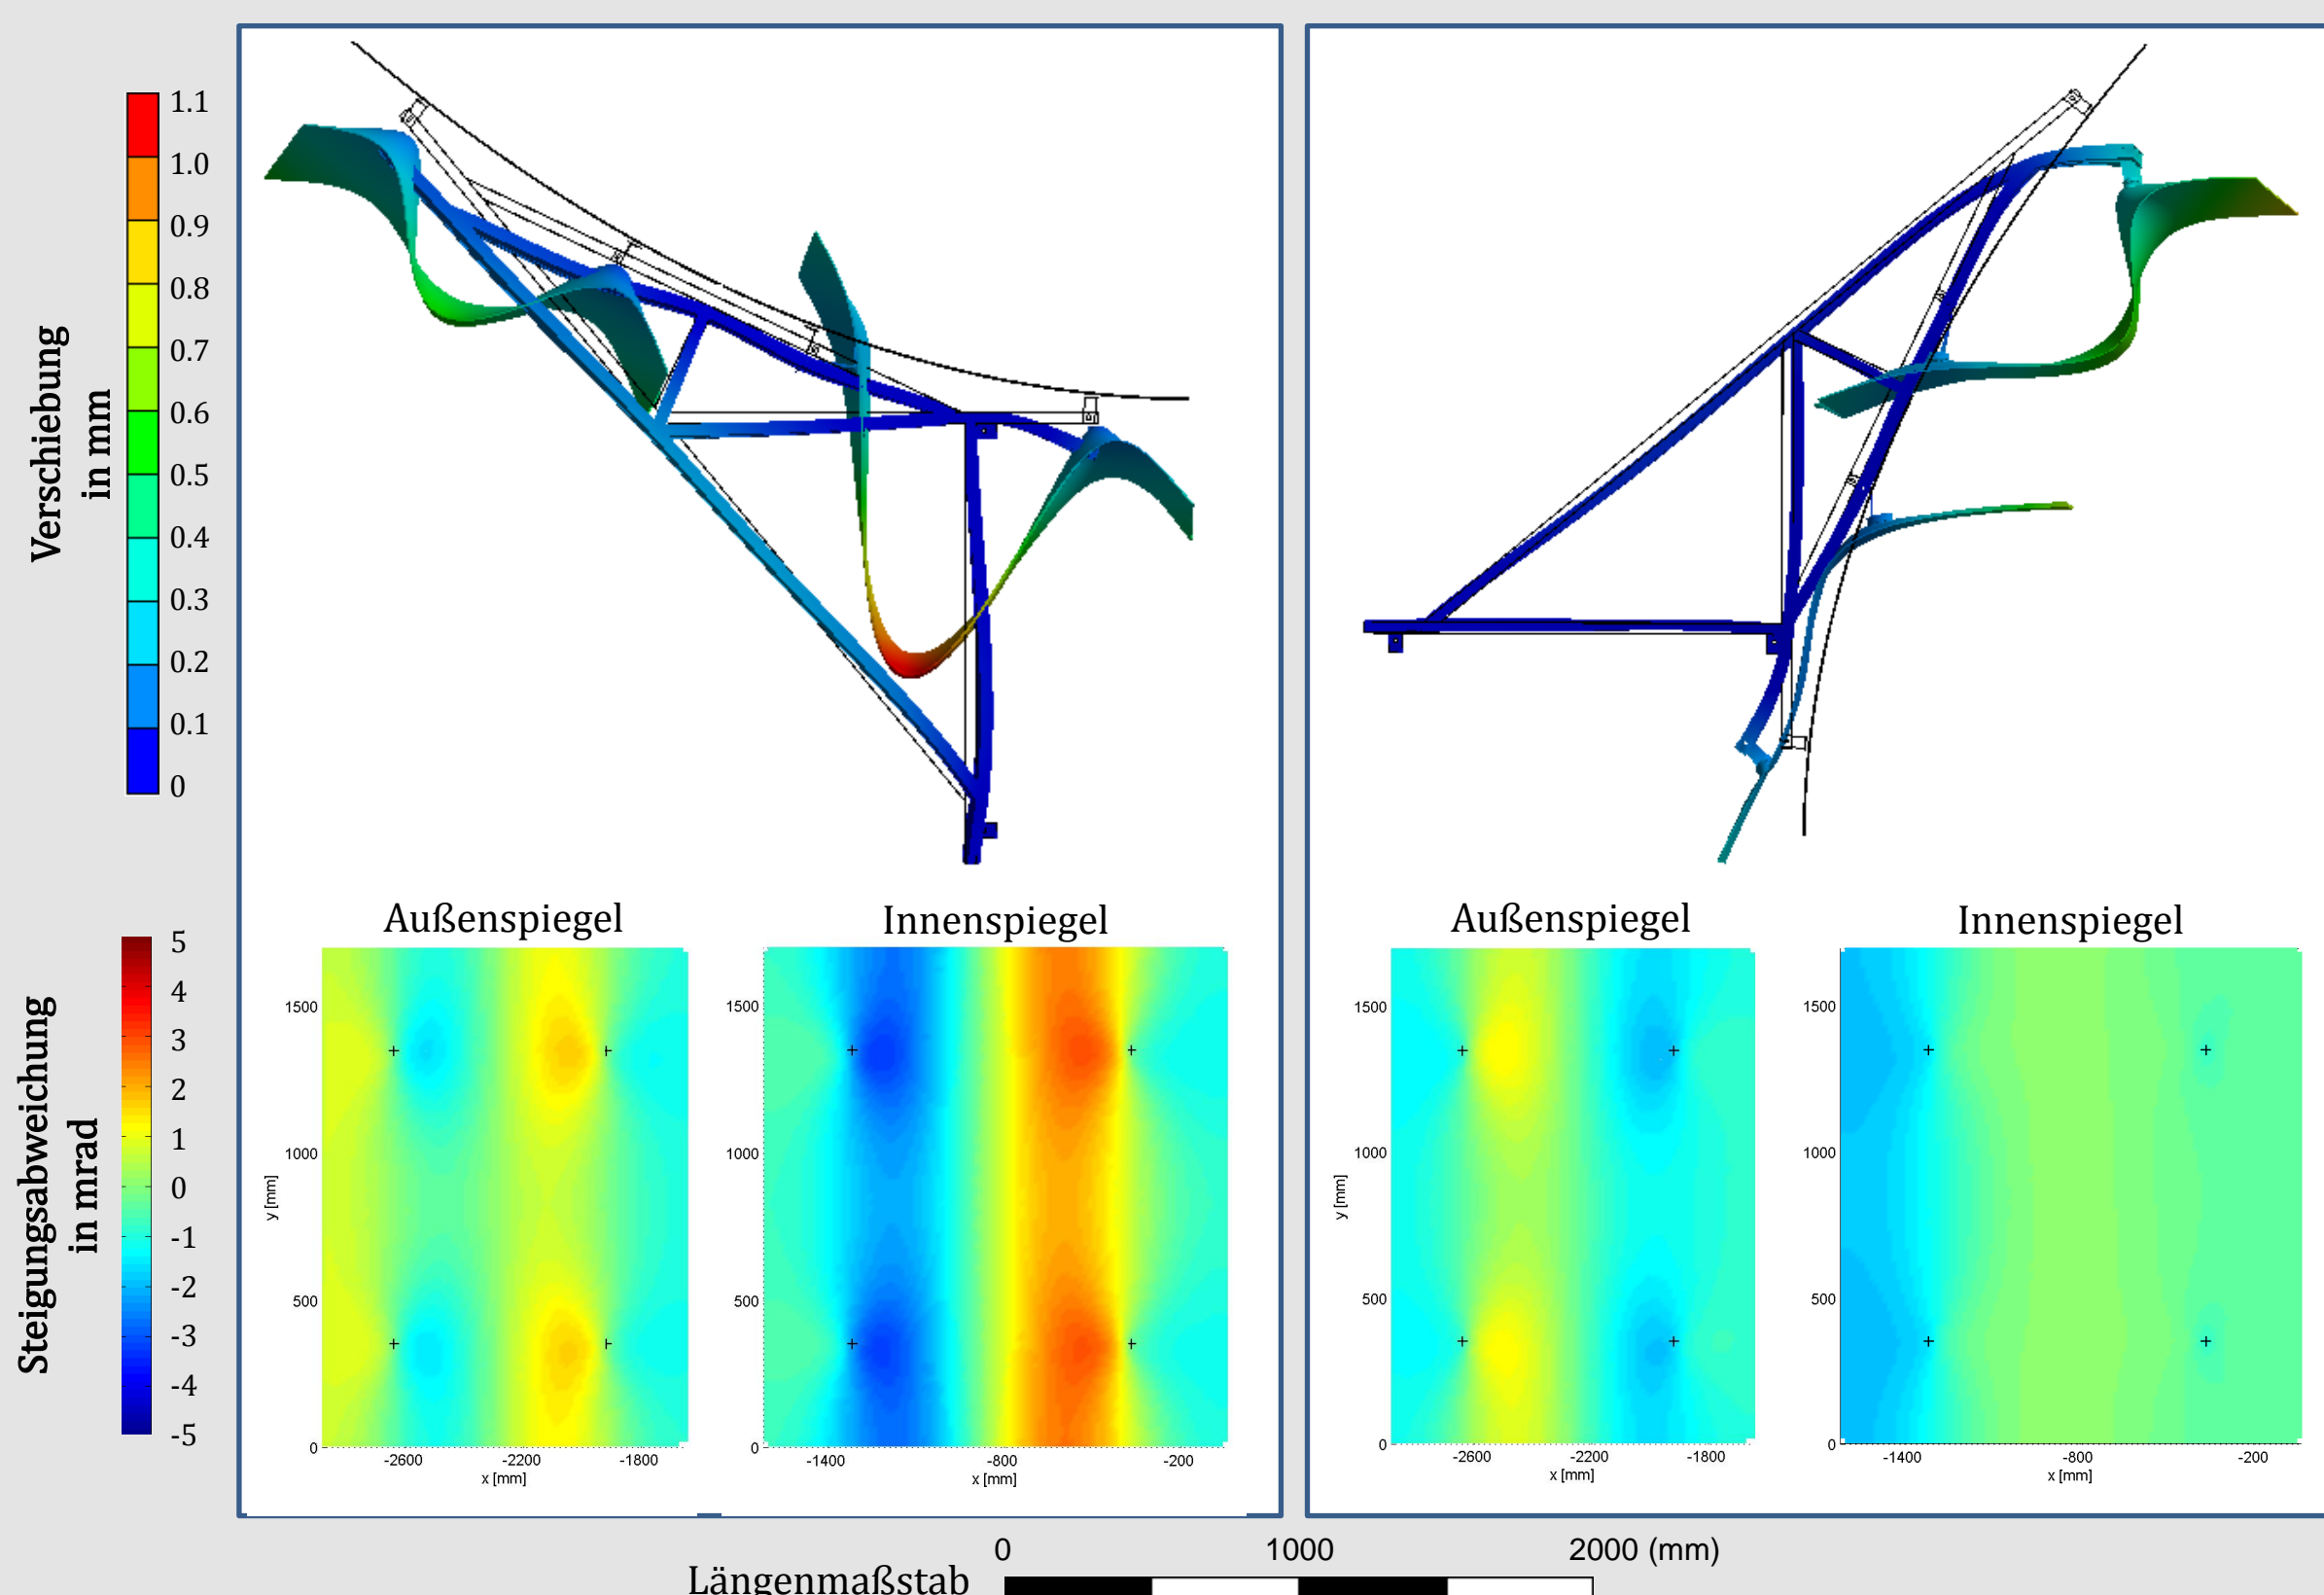 Verschiebung
in mm
1.1
1.0
0.9
0.8
0.7
0.6
0.5
0.4
0.3
0.2
0.1
0
Steigungsabweichung
in mrad
5
4
3
2
1
0
-1
-2
-3
-4
-5
Außenspiegel
1500
1000
500
0
y [mm]
-2600 -2200 -1800
x [mm]
Innenspiegel
1500
1000
500
0
-1400 -800 -200
x [mm]
Außenspiegel
1500
1000
500
0
y [mm]
-2600 -2200 -1800
x [mm]
Innenspiegel
1500
1000
500
0
-1400 -800 -200
x [mm]
0 1000 2000 (mm)
Längenmaßstab